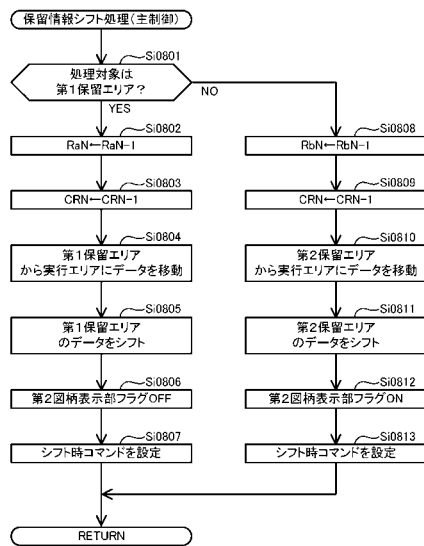 保留情報シフト処理(主制御)
Si0801
処理対象は
第1保留エリア?
YES
NO
Si0802
RaN←RaN-1
Si0803
CRN←CRN-1
Si0804
第1保留エリア
から実行エリアにデータを移動
Si0805
第1保留エリア
のデータをシフト
Si0806
第2図柄表示部フラグOFF
Si0807
シフト時コマンドを設定
Si0808
RbN←RbN-1
Si0809
CRN←CRN-1
Si0810
第2保留エリア
から実行エリアにデータを移動
Si0811
第2保留エリア
のデータをシフト
Si0812
第2図柄表示部フラグON
Si0813
シフト時コマンドを設定
RETURN